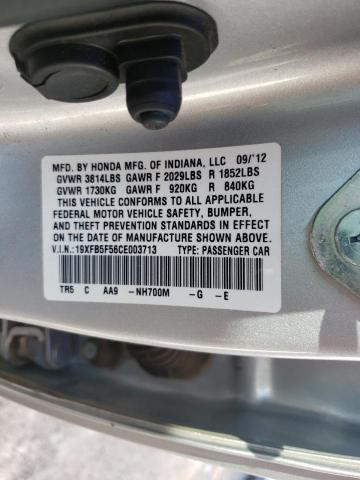 MFD. BY HONDA MFG. OF INDIANA, LLC 09/'12
GVWR 3814LBS GAWR F 2029LBS R 1852LBS
GVWR 1730KG GAWR F 920KG R 840KG
THIS VEHICLE CONFORMS TO ALL APPLICABLE
FEDERAL MOTOR VEHICLE SAFETY, BUMPER,
AND THEFT PREVENTION STANDARDS IN EFFECT ON
THE DATE OF MANUFACTURE SHOWN ABOVE.
V.I.N.: 19XFB5F56CE003713 TYPE: PASSENGER CAR
TR5 C AA9 -NH700M -G -E